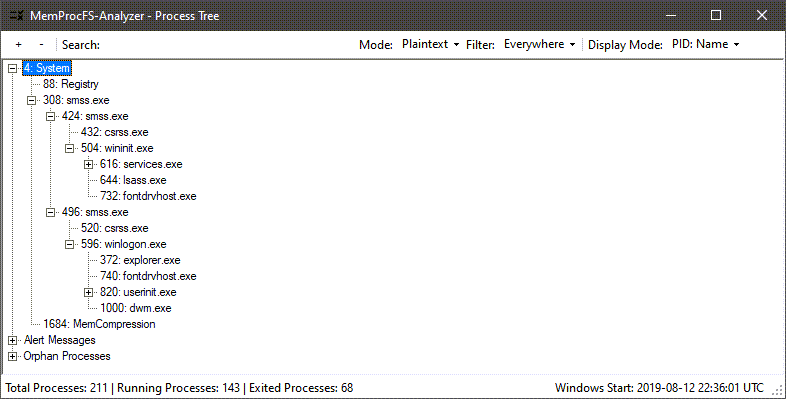 MemProcFS-Analyzer - Process Tree
+ - Search: Mode: Plaintext Filter: Everywhere Display Mode: PID: Name
4: System
88: Registry
308: smss.exe
424: smss.exe
432: csrss.exe
504: wininit.exe
616: services.exe
644: lsass.exe
732: fontdrvhost.exe
496: smss.exe
520: csrss.exe
596: winlogon.exe
372: explorer.exe
740: fontdrvhost.exe
820: userinit.exe
1000: dwm.exe
1684: MemCompression
Alert Messages
Orphan Processes
Total Processes: 211 | Running Processes: 143 | Exited Processes: 68 Windows Start: 2019-08-12 22:36:01 UTC